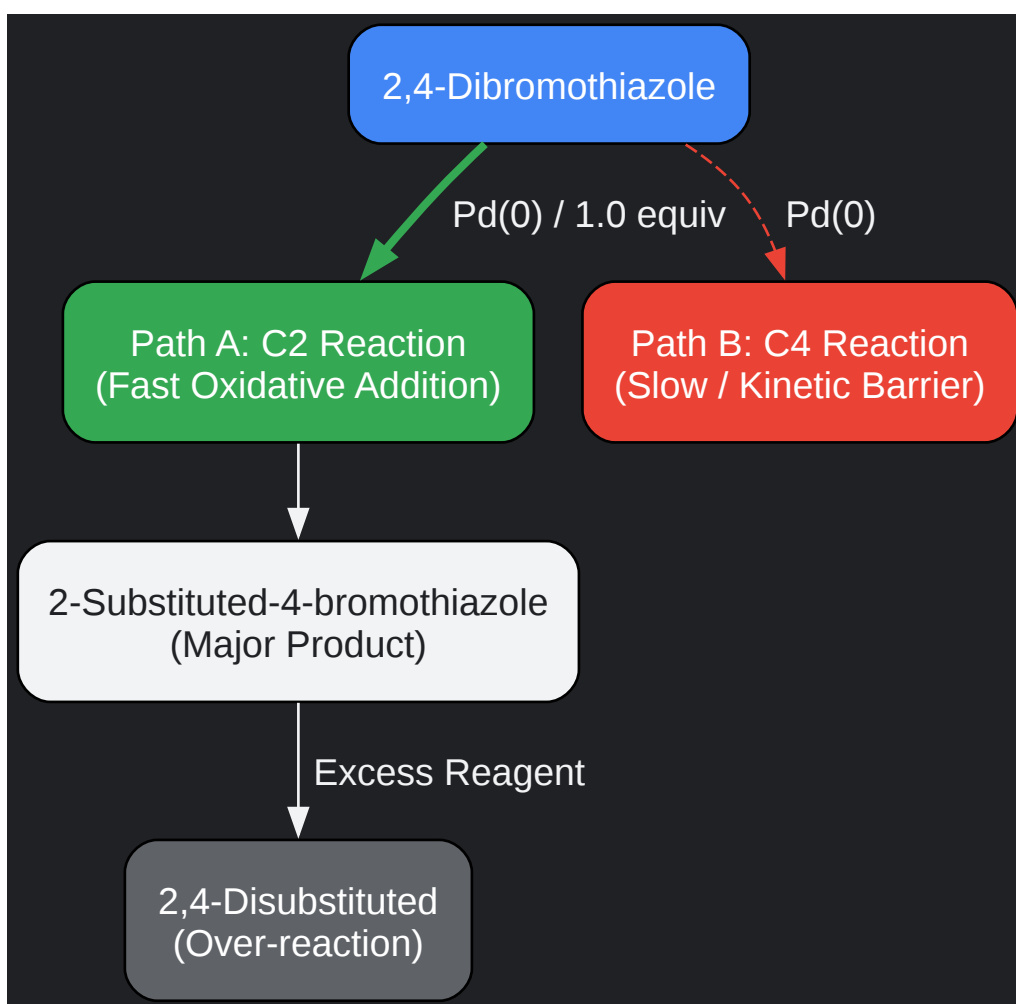 2,4-Dibromothiazole
Pd(0) / 1.0 equiv
Pd(0)
Path A: C2 Reaction
(Fast Oxidative Addition)
Path B: C4 Reaction
(Slow / Kinetic Barrier)
2-Substituted-4-bromothiazole
(Major Product)
Excess Reagent
2,4-Disubstituted
(Over-reaction)